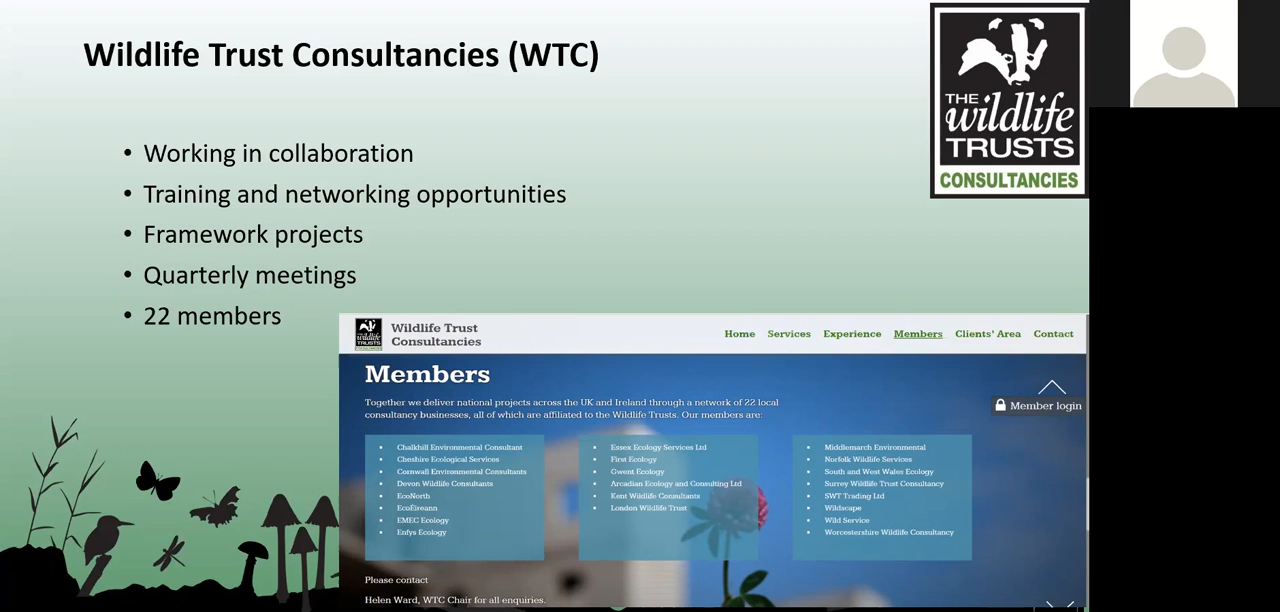 Wildlife Trust Consultancies (WTC)
• Working in collaboration
• Training and networking opportunities
• Framework projects
• Quarterly meetings
• 22 members
THE
wildlife
TRUSTS
CONSULTANCIES
Wildlife Trust
Consultancies
Home Services Experience Members Clients' Area Contact
Members
Together we deliver national projects across the UK and Ireland through a network of 22 local
consultancy businesses, all of which are affiliated to the Wildlife Trusts. Our members are:
Member login
• Chalkhill Environmental Consultant
• Cheshire Ecological Services
• Cornwall Environmental Consultants
• Devon Wildlife Consultants
• EcoNorth
• EcoÉireann
• EMEC Ecology
• Enfys Ecology
• Essex Ecology Services Ltd
• First Ecology
• Gwent Ecology
• Arcadian Ecology and Consulting Ltd
• Kent Wildlife Consultants
• London Wildlife Trust
• Middlemarch Environmental
• Norfolk Wildlife Services
• South and West Wales Ecology
• Surrey Wildlife Trust Consultancy
• SWT Trading Ltd
• Wildscape
• Wild Service
• Worcestershire Wildlife Consultancy
Please contact
Helen Ward, WTC Chair for all enquiries.